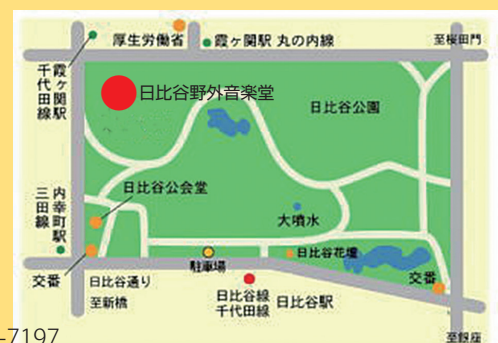 厚生労働省
霞ヶ関駅 丸の内線
至桜田門
霞ヶ関駅
千代田線
日比谷野外音楽堂
日比谷公園
日比谷公会堂
内幸町駅
三田線
大噴水
日比谷花壇
交番
駐車場
交番
日比谷通り
至新橋
日比谷線
千代田線
日比谷駅
至銀座
-7197